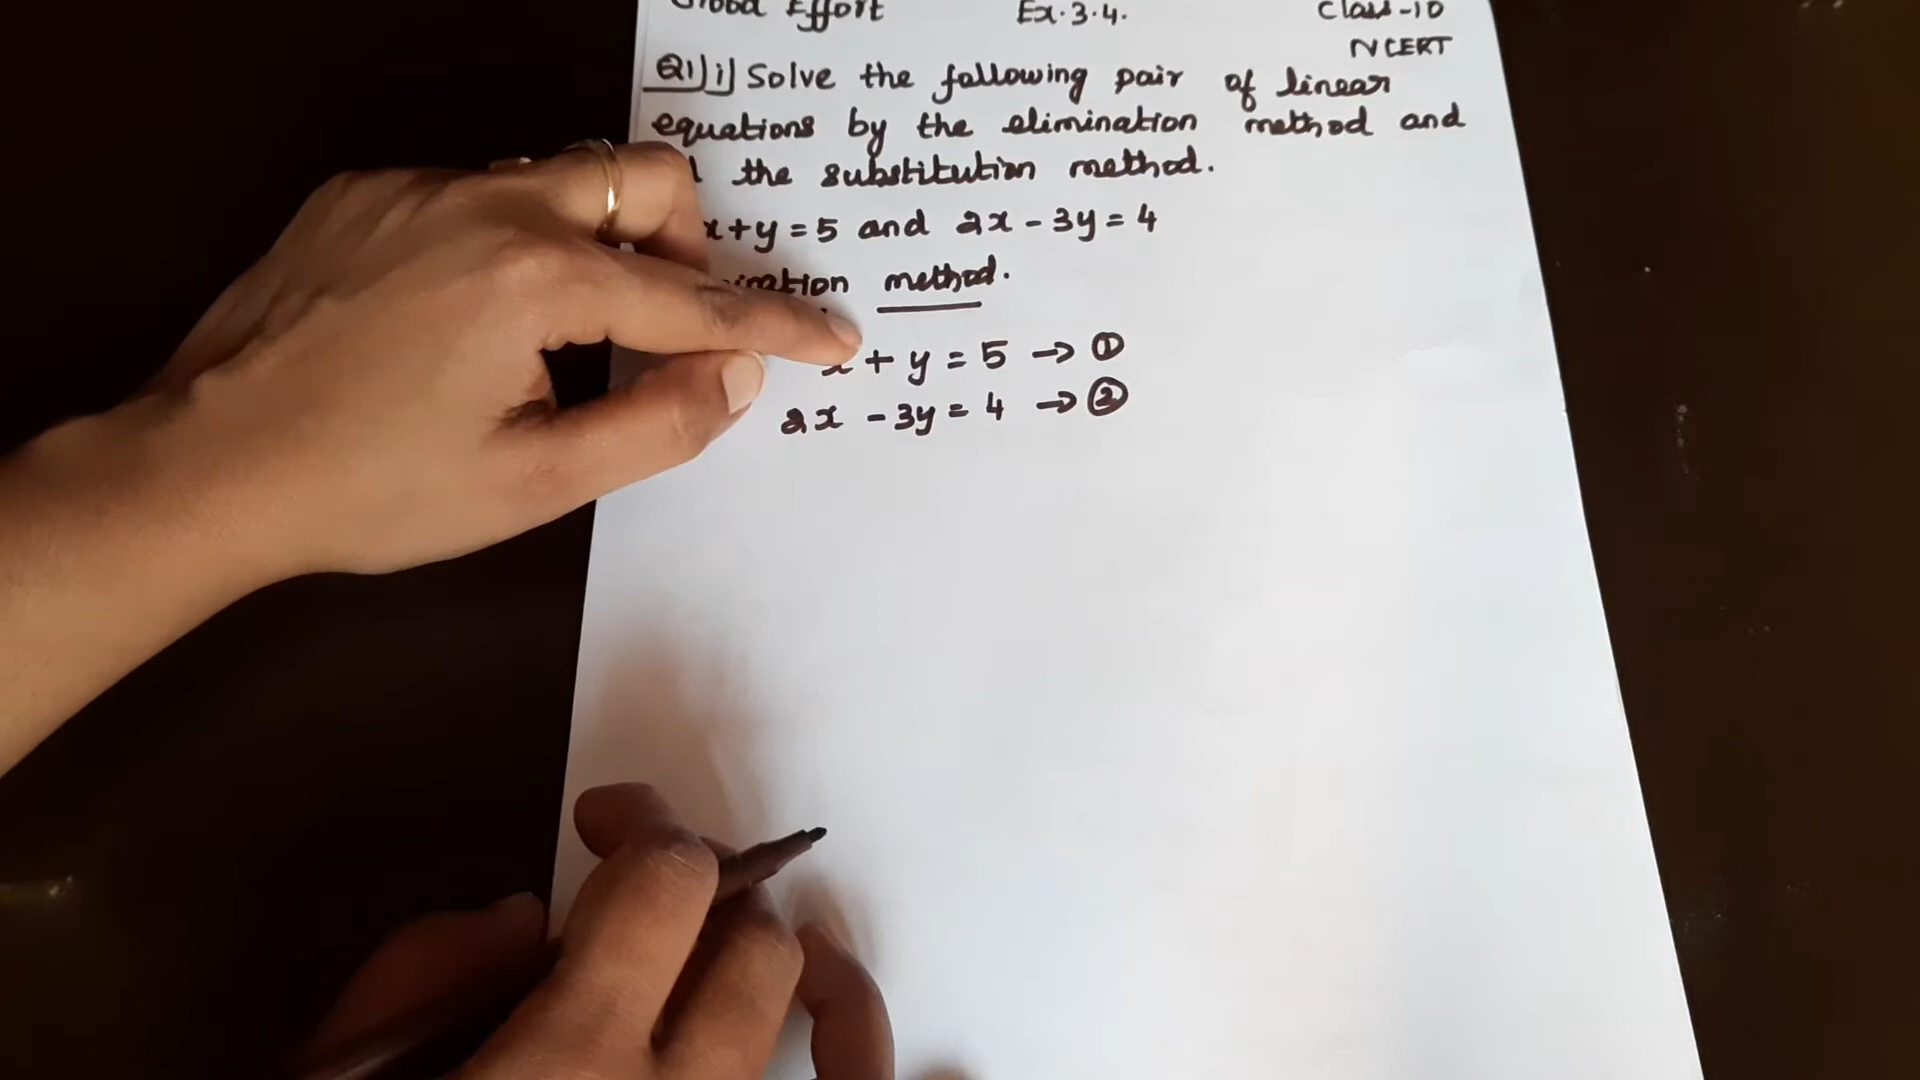 Effort Ex.3.4. Class-10
NCERT
Q1) i) Solve the following pair of linear
equations by the elimination method and
the substitution method.
x+y=5 and 2x-3y=4
method.
x + y = 5 → ①
2x - 3y = 4 → ②